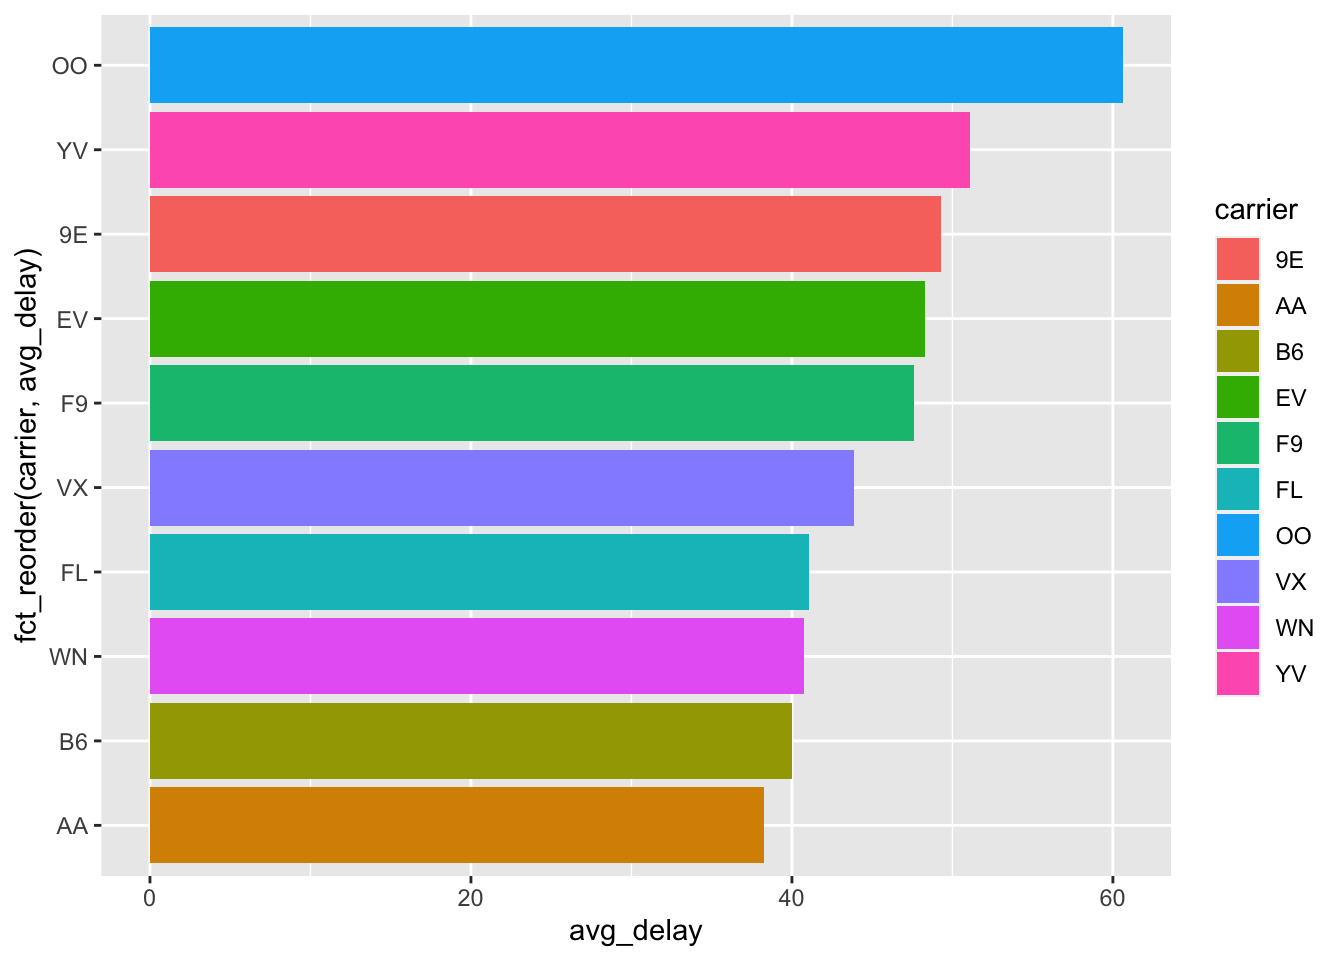 fct_reorder(carrier, avg_delay)
OO
YV
9E
EV
F9
VX
FL
WN
B6
AA
0
20
40
60
avg_delay
carrier
9E
AA
B6
EV
F9
FL
OO
VX
WN
YV